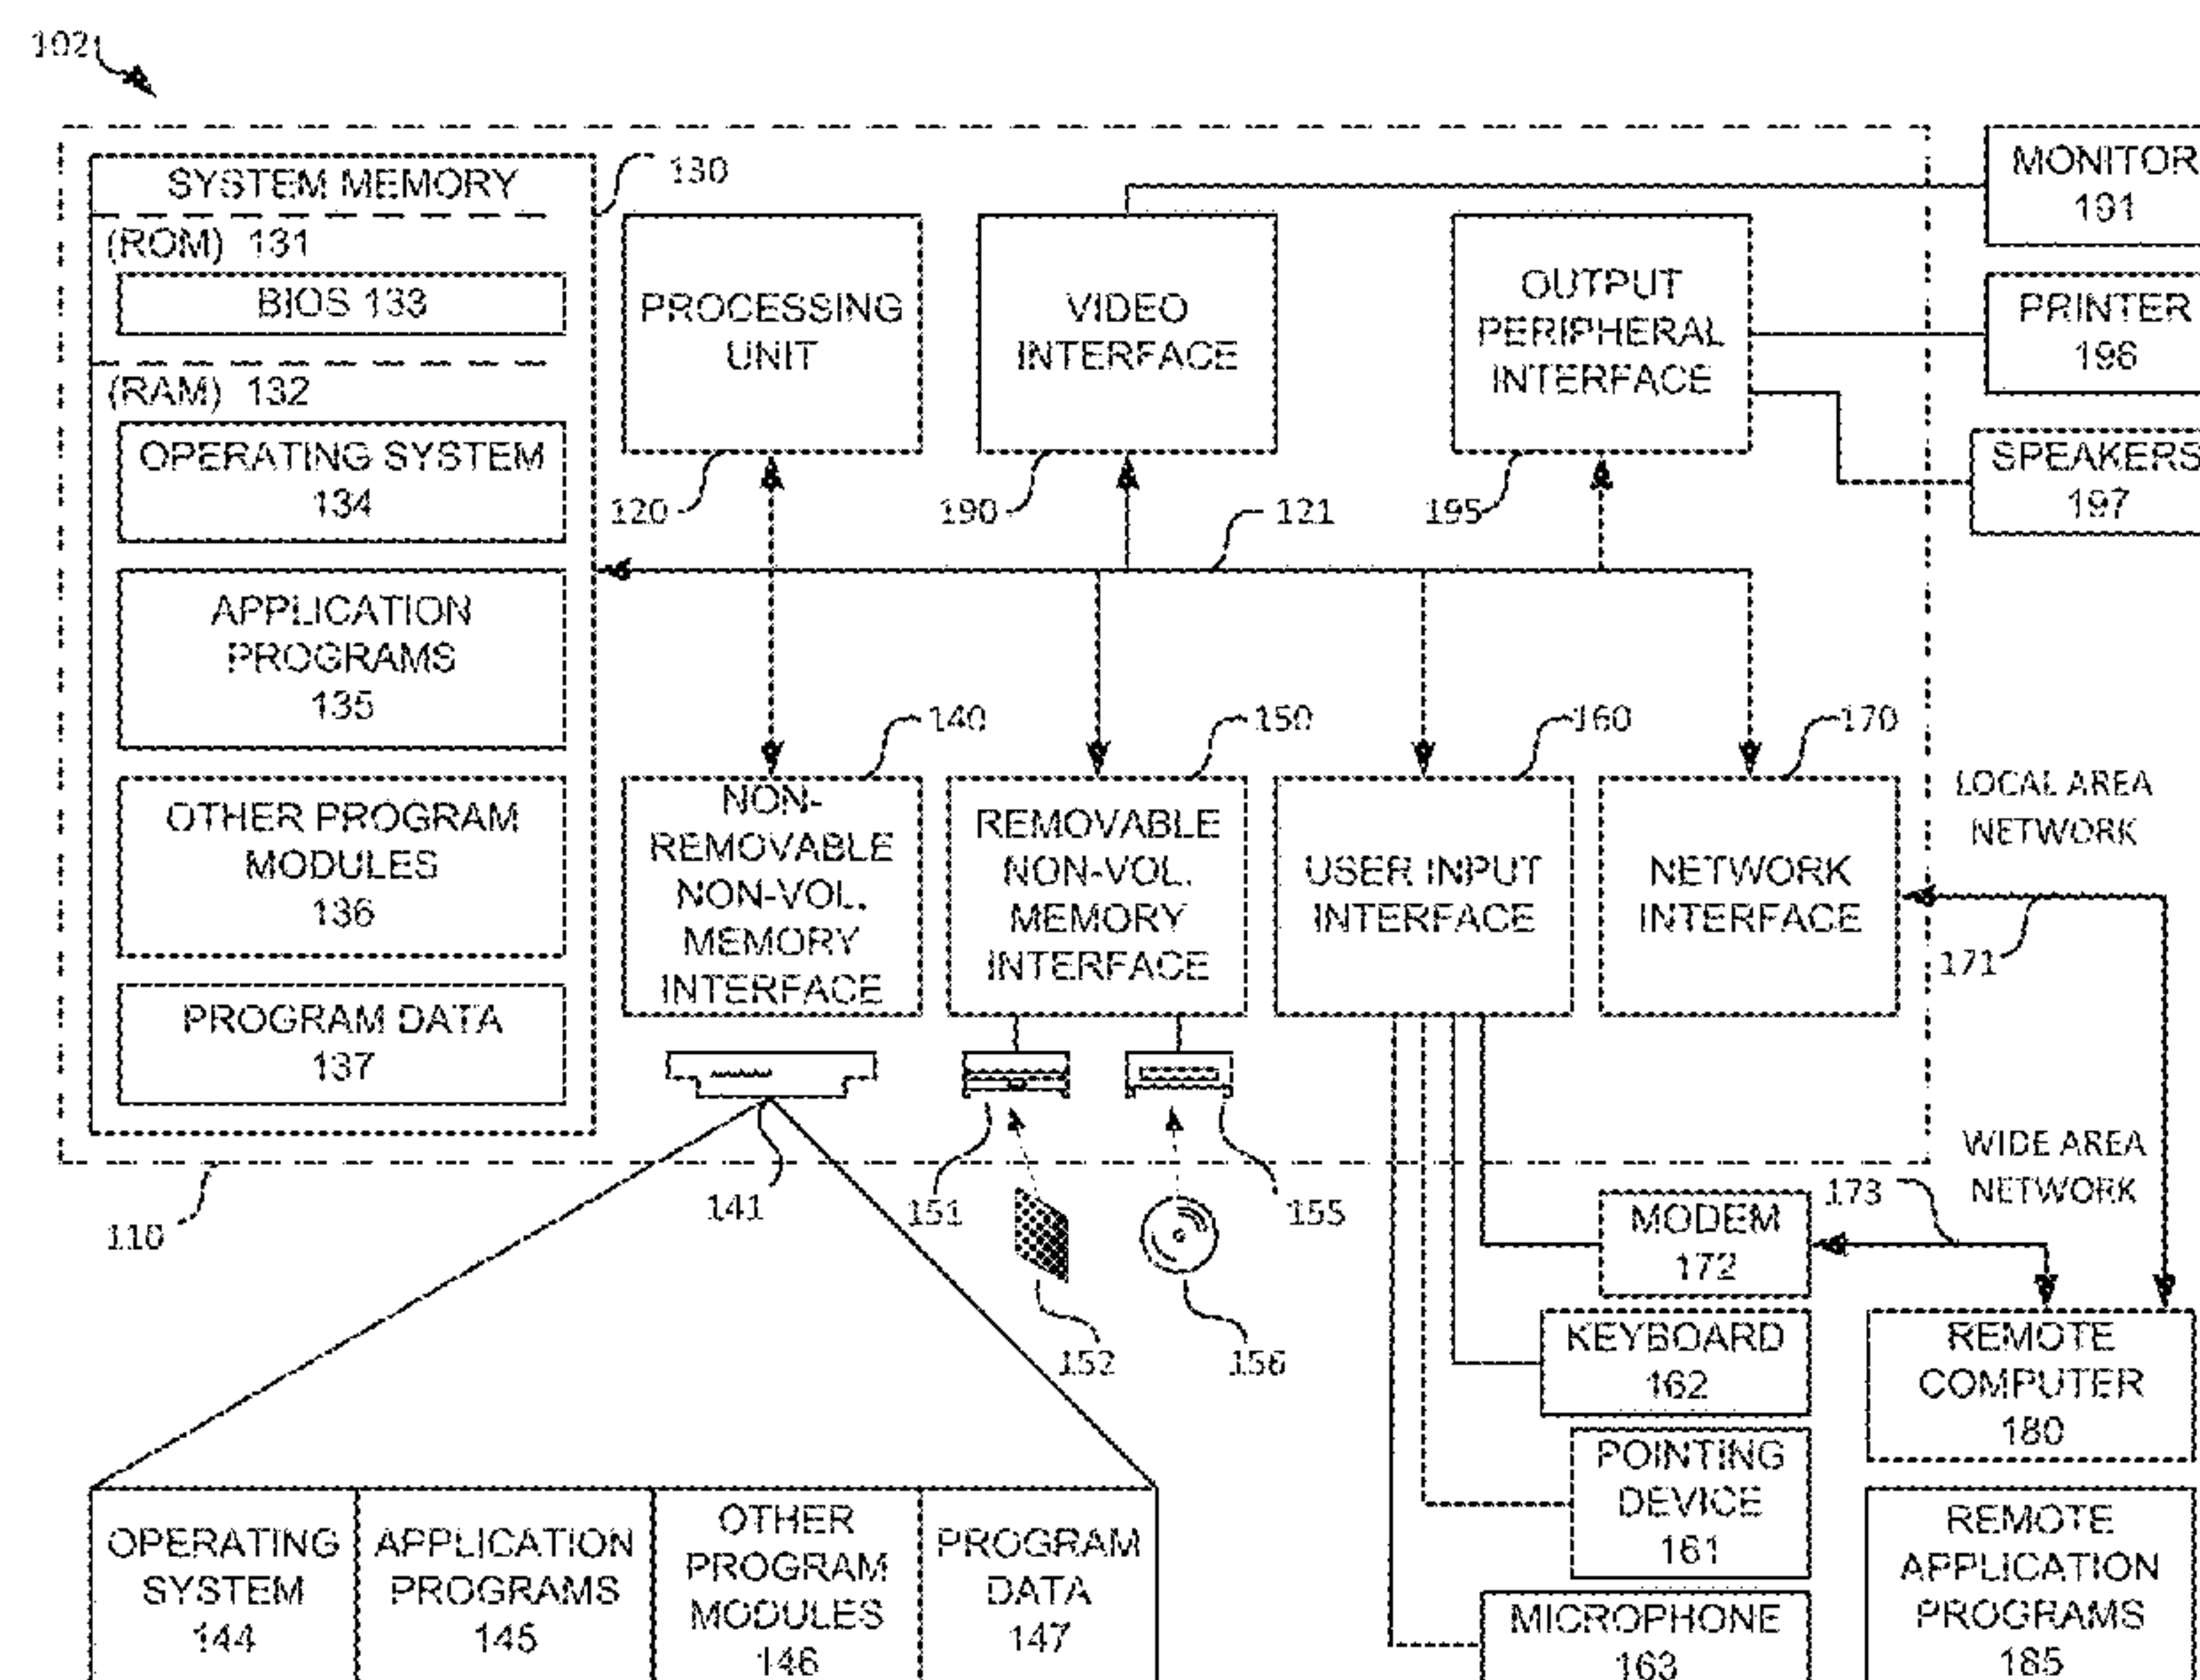 102
SYSTEM MEMORY
130
(ROM) 131
BIOS 133
(RAM) 132
OPERATING SYSTEM
134
APPLICATION
PROGRAMS
135
OTHER PROGRAM
MODULES
136
PROGRAM DATA
137
PROCESSING
UNIT
120
VIDEO
INTERFACE
190
121
OUTPUT
PERIPHERAL
INTERFACE
195
MONITOR
191
PRINTER
196
SPEAKERS
197
140
NON-
REMOVABLE
NON-VOL.
MEMORY
INTERFACE
150
REMOVABLE
NON-VOL.
MEMORY
INTERFACE
160
USER INPUT
INTERFACE
170
NETWORK
INTERFACE
LOCAL AREA
NETWORK
171
WIDE AREA
NETWORK
173
110
141
151
152
155
156
MODEM
172
KEYBOARD
162
POINTING
DEVICE
161
MICROPHONE
163
REMOTE
COMPUTER
180
REMOTE
APPLICATION
PROGRAMS
185
OPERATING
SYSTEM
144
APPLICATION
PROGRAMS
145
OTHER
PROGRAM
MODULES
146
PROGRAM
DATA
147